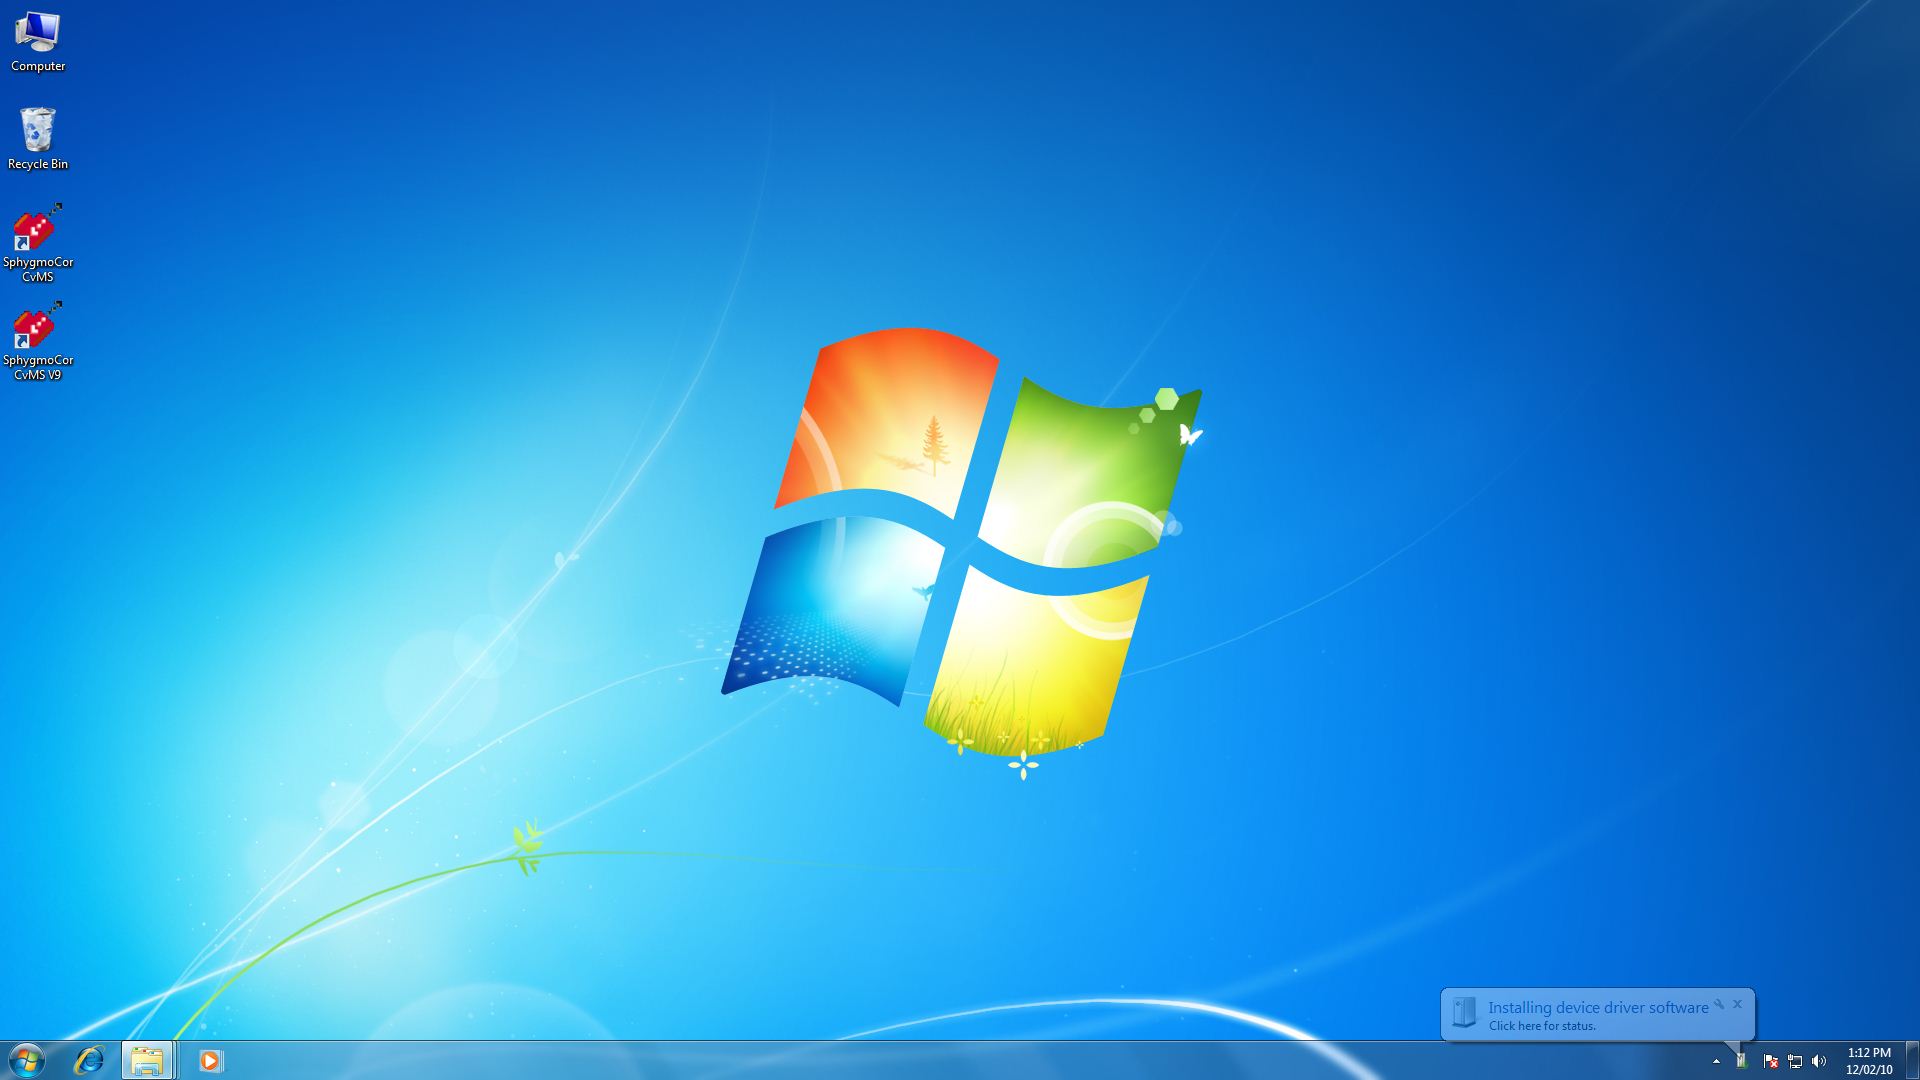 Computer
Recycle Bin
SphygmoCor
CvMS
SphygmoCor
CvMS V9
Installing device driver software
Click here for status.
1:12 PM
12/02/10